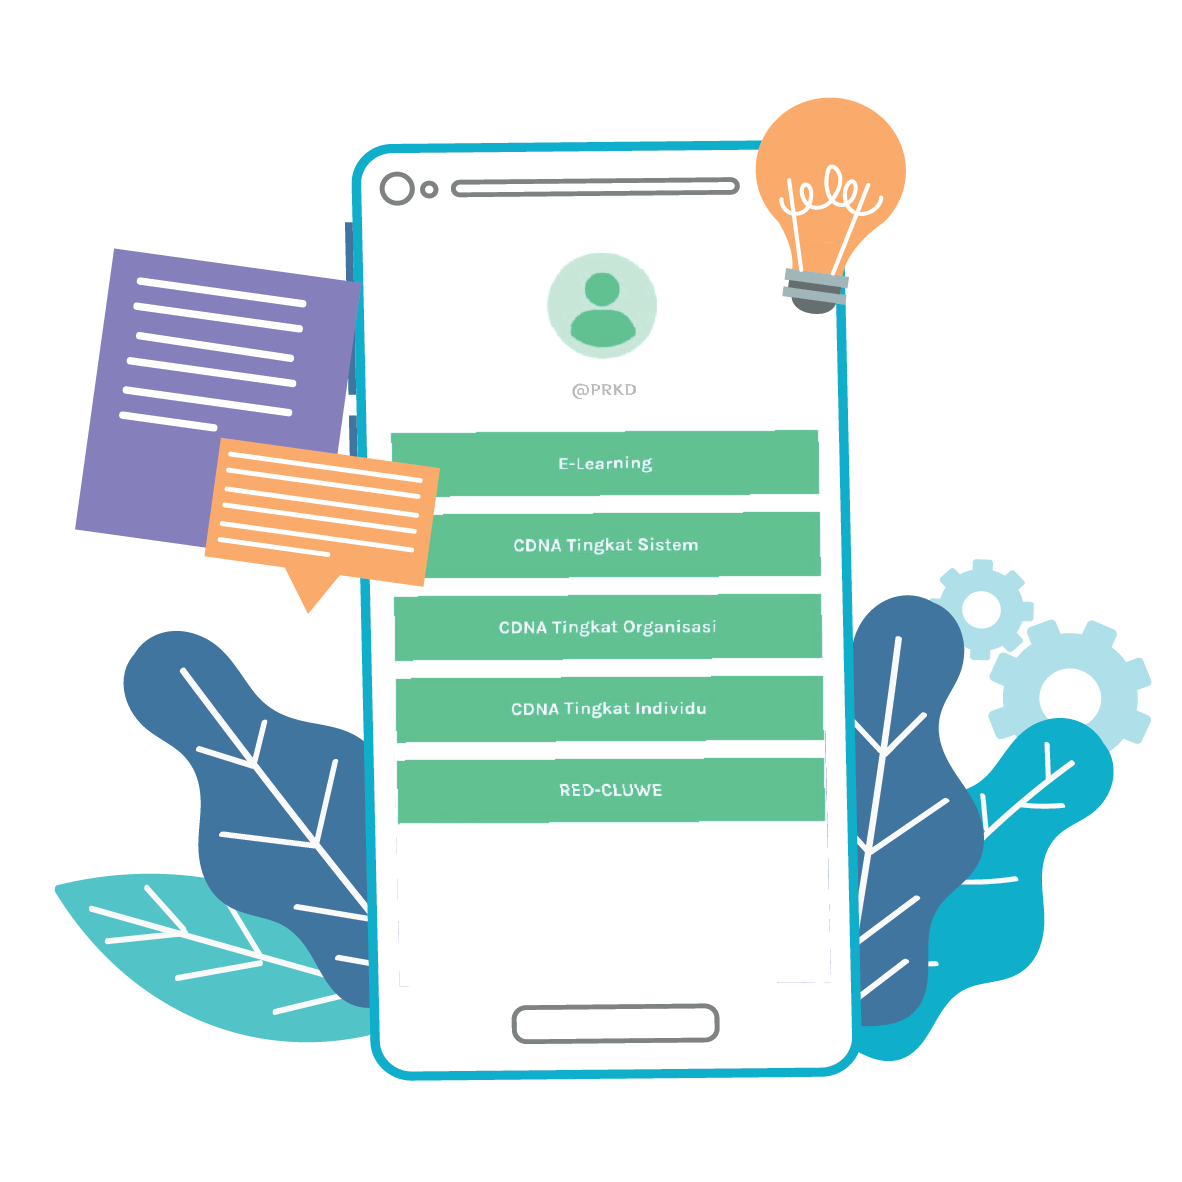 @PRKD
E-Learning
CDNA Tingkat Sistem
CDNA Tingkat Organisasi
CDNA Tingkat Individu
RED-CLUWE